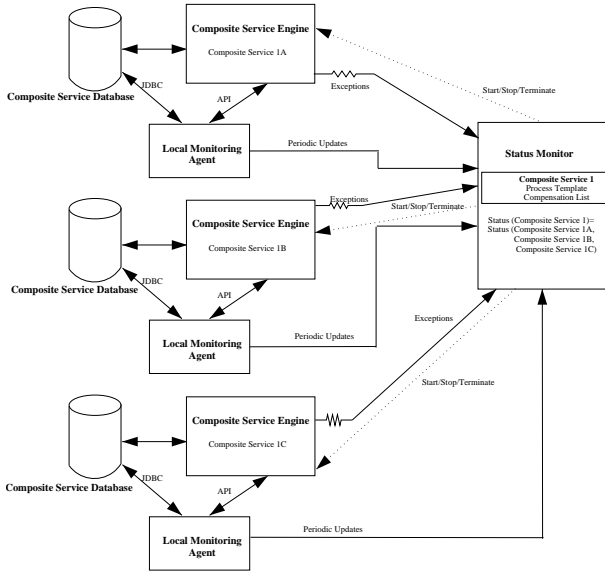 Composite Service Engine
Composite Service 1A
JDBC
API
Exceptions
Start/Stop/Terminate
Composite Service Database
Local Monitoring
Agent
Periodic Updates
Status Monitor
Composite Service 1
Process Template
Compensation List
Status (Composite Service 1)=
Status (Composite Service 1A,
Composite Service 1B,
Composite Service 1C)
Exceptions
Start/Stop/Terminate
Composite Service Engine
Composite Service 1B
JDBC
API
Composite Service Database
Local Monitoring
Agent
Periodic Updates
Exceptions
Start/Stop/Terminate
Composite Service Engine
Composite Service 1C
JDBC
API
Composite Service Database
Local Monitoring
Agent
Periodic Updates